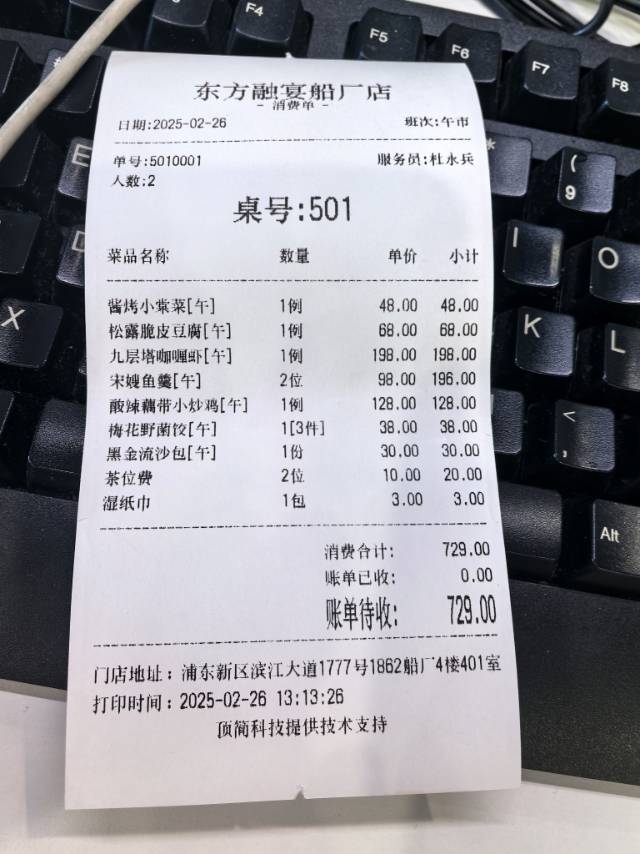 东方融宴船厂店
- 消费单 -
日期:2025-02-26 班次:午市
单号:5010001 服务员:杜永兵
人数:2
桌号:501
菜品名称 数量 单价 小计
酱烤小棠菜[午] 1例 48.00 48.00
松露脆皮豆腐[午] 1例 68.00 68.00
九层塔咖喱虾[午] 1例 198.00 198.00
宋嫂鱼羹[午] 2位 98.00 196.00
酸辣藕带小炒鸡[午] 1例 128.00 128.00
梅花野菌饺[午] 1[3件] 38.00 38.00
黑金流沙包[午] 1份 30.00 30.00
茶位费 2位 10.00 20.00
湿纸巾 1包 3.00 3.00
消费合计: 729.00
账单已收: 0.00
账单待收: 729.00
门店地址：浦东新区滨江大道1777号1862船厂4楼401室
打印时间：2025-02-26 13:13:26
顶简科技提供技术支持
F4
F5
F6
F7
F8
E
*
(
9
I
O
D
X
K
L
<
,
Alt